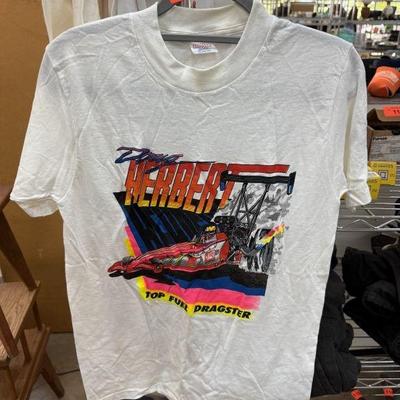 Doug
HERBERT
TOP FUEL DRAGSTER